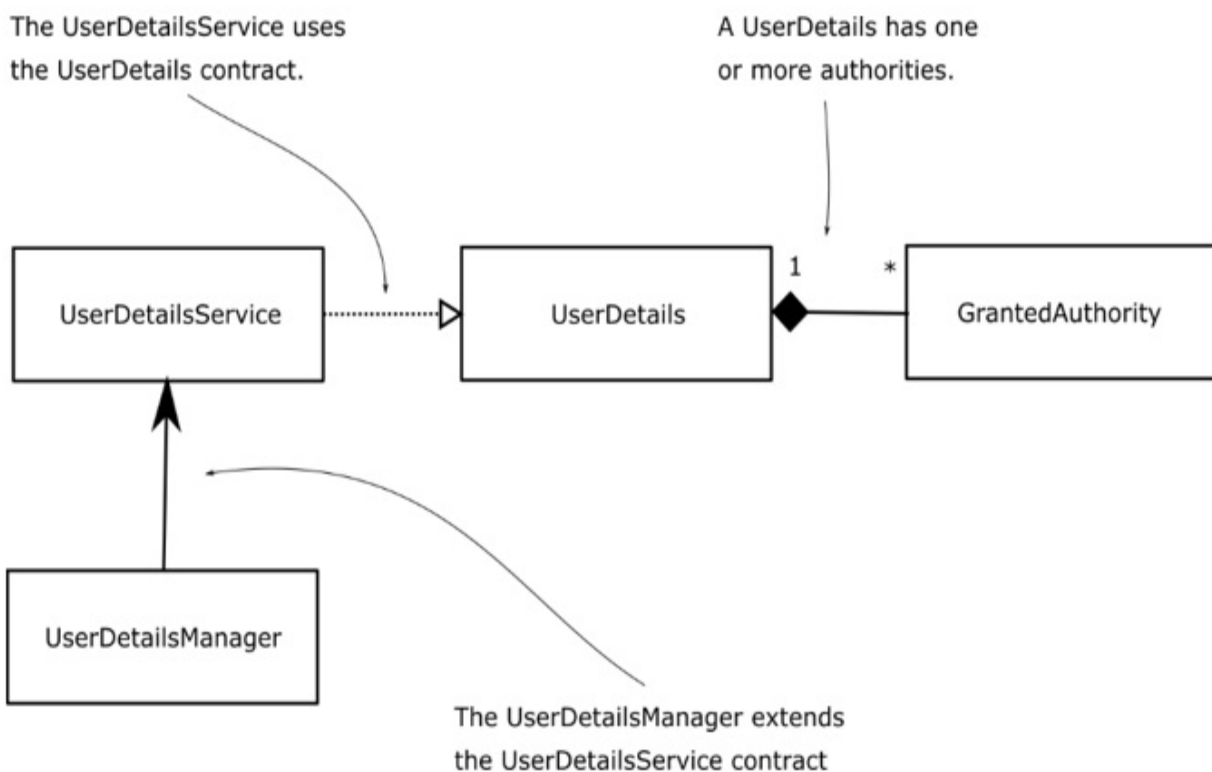 The UserDetailsService uses
the UserDetails contract.
A UserDetails has one
or more authorities.
UserDetailsService
UserDetails
1
*
GrantedAuthority
UserDetailsManager
The UserDetailsManager extends
the UserDetailsService contract